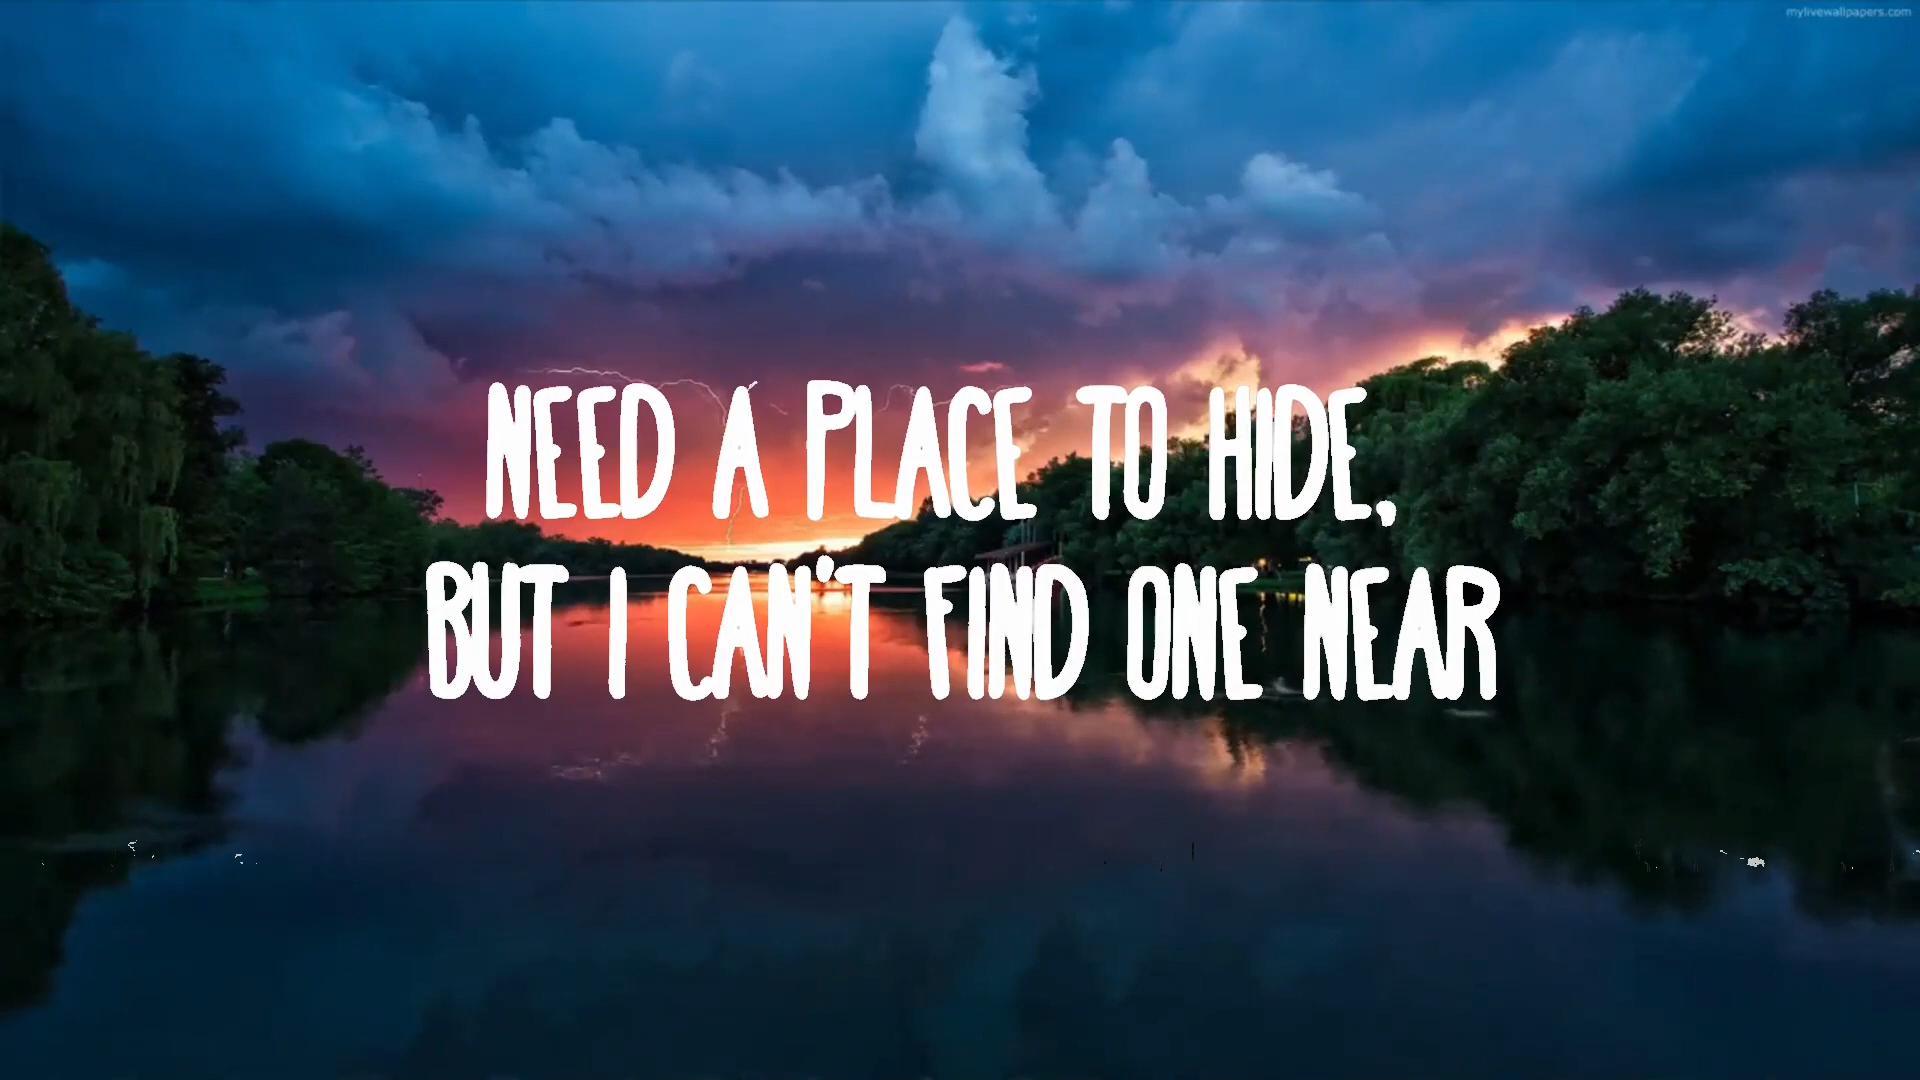 mylivewallpapers.com
NEED A PLACE TO HIDE,
BUT I CAN'T FIND ONE NEAR